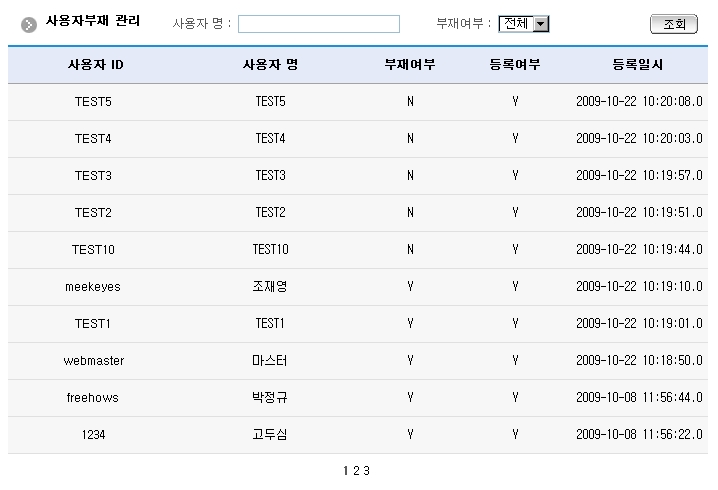 사용자부재 관리 사용자 명 : 부재여부 : 전체 조회
사용자 ID 사용자 명 부재여부 등록여부 등록일시
TEST5 TEST5 N Y 2009-10-22 10:20:08.0
TEST4 TEST4 N Y 2009-10-22 10:20:03.0
TEST3 TEST3 N Y 2009-10-22 10:19:57.0
TEST2 TEST2 N Y 2009-10-22 10:19:51.0
TEST10 TEST10 N Y 2009-10-22 10:19:44.0
meekeyes 조재영 Y Y 2009-10-22 10:19:10.0
TEST1 TEST1 Y Y 2009-10-22 10:19:01.0
webmaster 마스터 Y Y 2009-10-22 10:18:50.0
freehows 박정규 Y Y 2009-10-08 11:56:44.0
1234 고두심 Y Y 2009-10-08 11:56:22.0
1 2 3